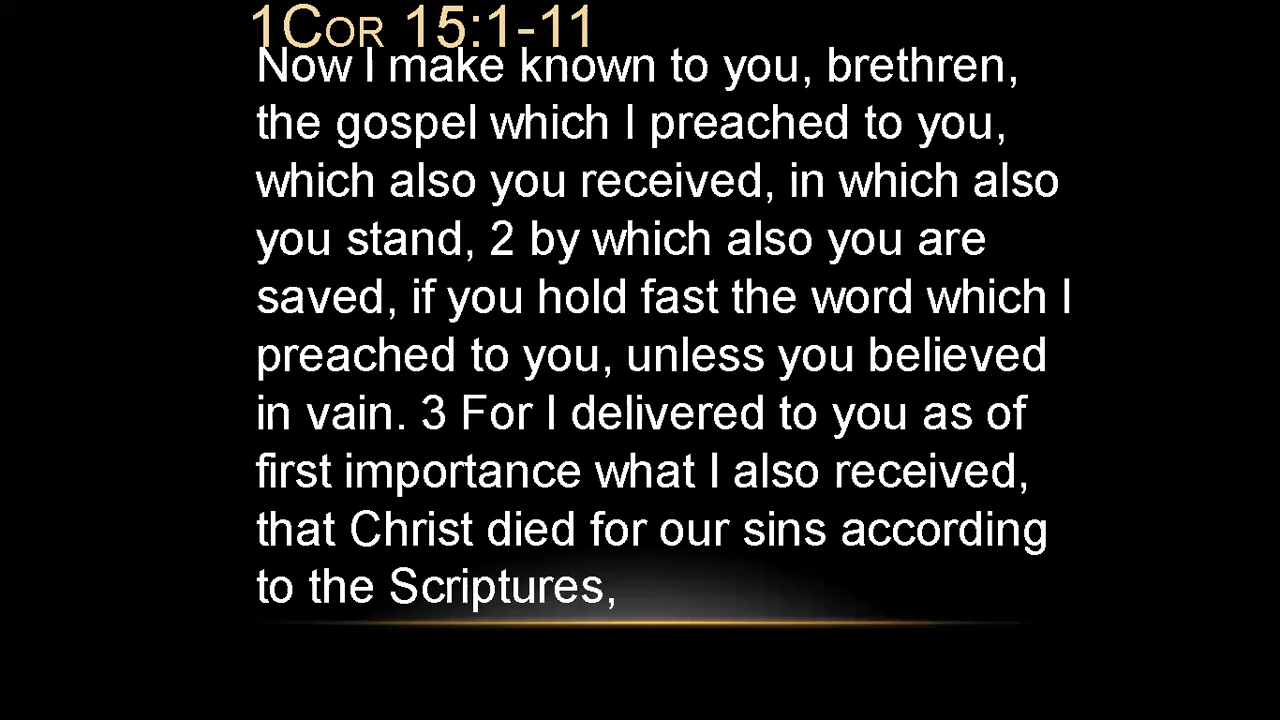 1Cor 15:1-11
Now I make known to you, brethren,
the gospel which I preached to you,
which also you received, in which also
you stand, 2 by which also you are
saved, if you hold fast the word which I
preached to you, unless you believed
in vain. 3 For I delivered to you as of
first importance what I also received,
that Christ died for our sins according
to the Scriptures,